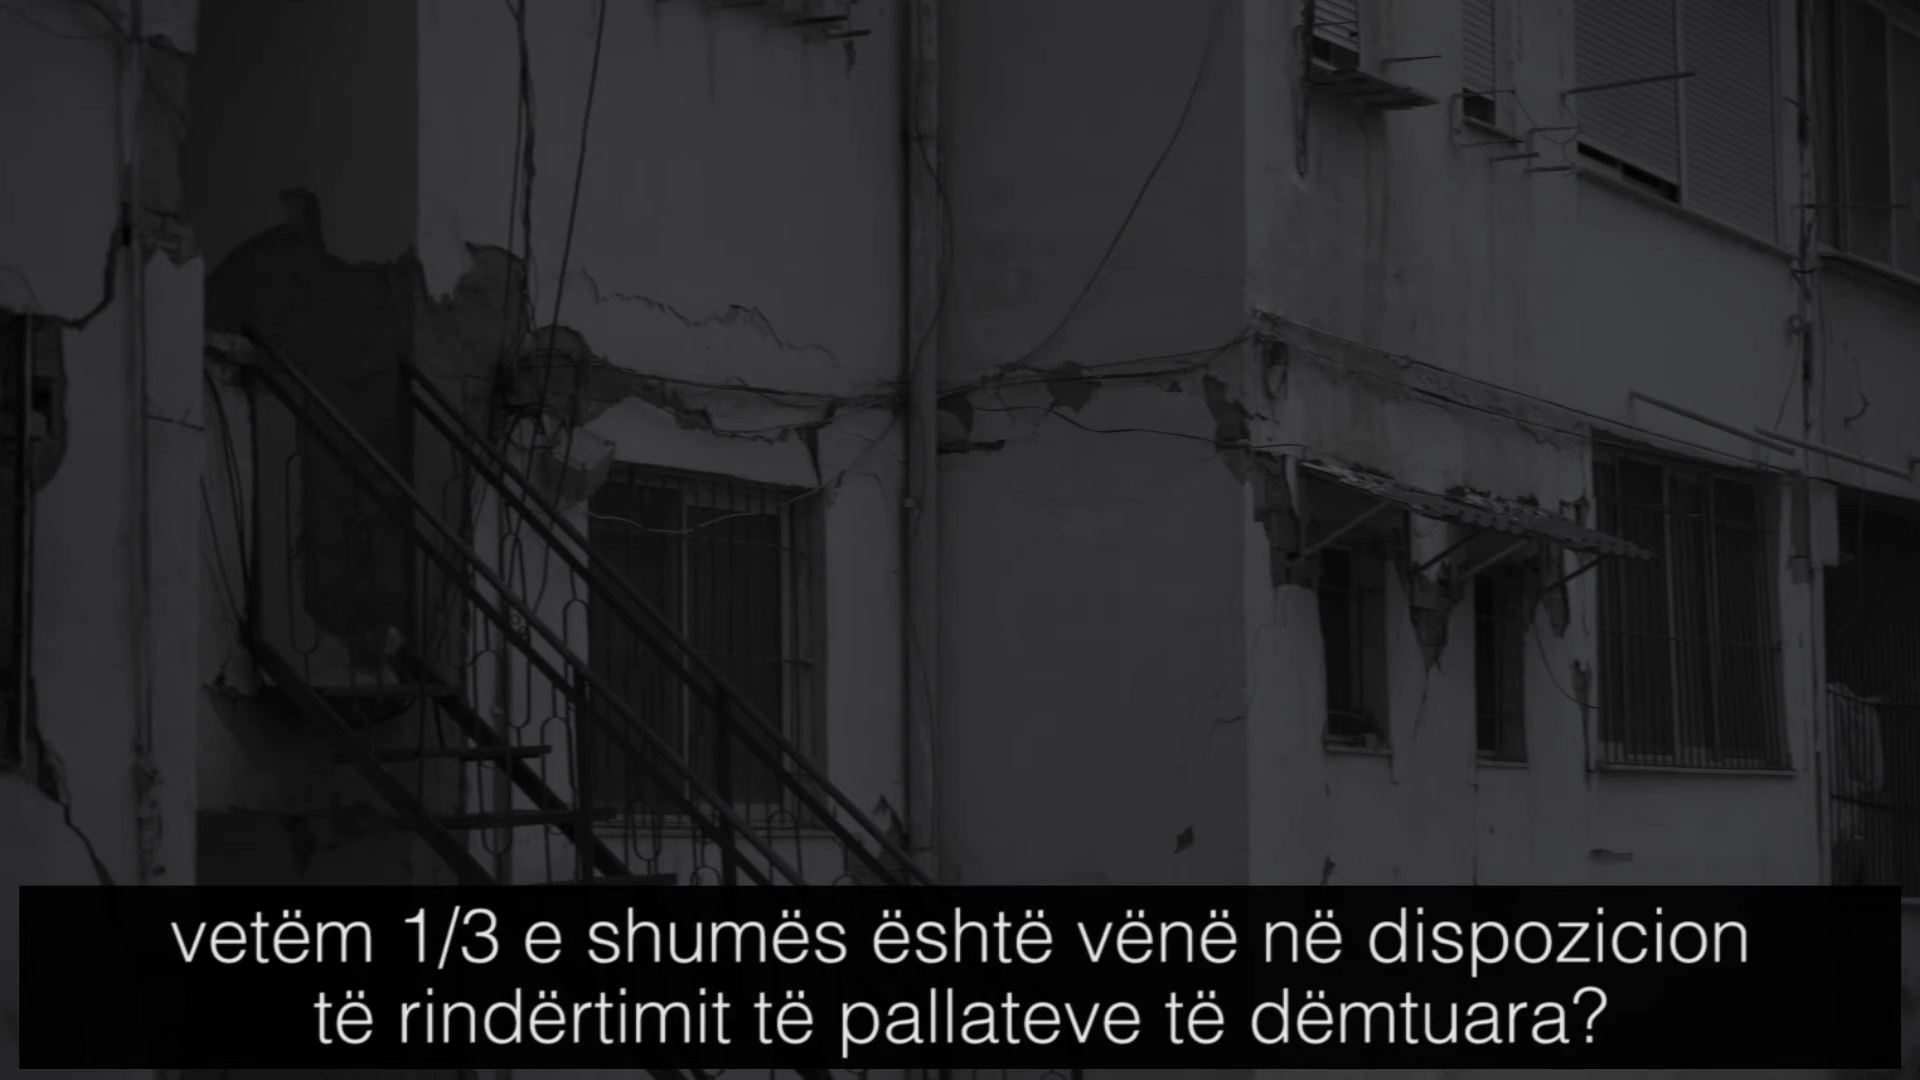 vetëm 1/3 e shumës është vënë në dispozicion
të rindërtimit të pallateve të dëmtuara?